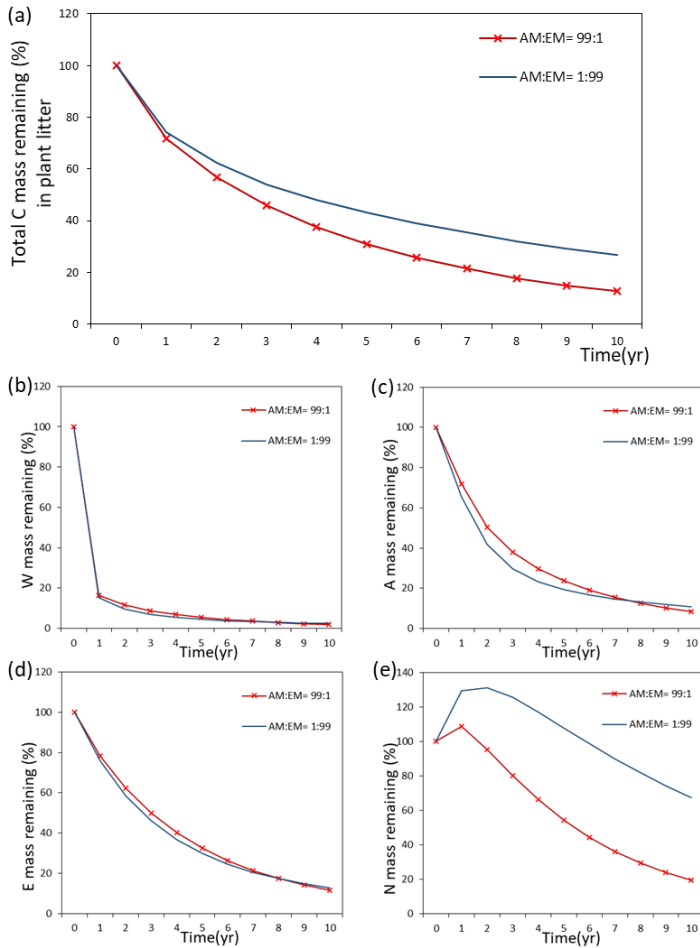 (a)
Total C mass remaining (%)
in plant litter
120
100
80
60
40
20
0
AM:EM= 99:1
AM:EM= 1:99
0 1 2 3 4 5 6 7 8 9 10
Time(yr)
(b)
W mass remaining (%)
120
100
80
60
40
20
0
AM:EM= 99:1
AM:EM= 1:99
0 1 2 3 4 5 6 7 8 9 10
Time(yr)
(c)
A mass remaining (%)
120
100
80
60
40
20
0
AM:EM= 99:1
AM:EM= 1:99
0 1 2 3 4 5 6 7 8 9 10
Time(yr)
(d)
E mass remaining (%)
120
100
80
60
40
20
0
AM:EM= 99:1
AM:EM= 1:99
0 1 2 3 4 5 6 7 8 9 10
Time(yr)
(e)
N mass remaining (%)
140
120
100
80
60
40
20
0
AM:EM= 99:1
AM:EM= 1:99
0 1 2 3 4 5 6 7 8 9 10
Time(yr)